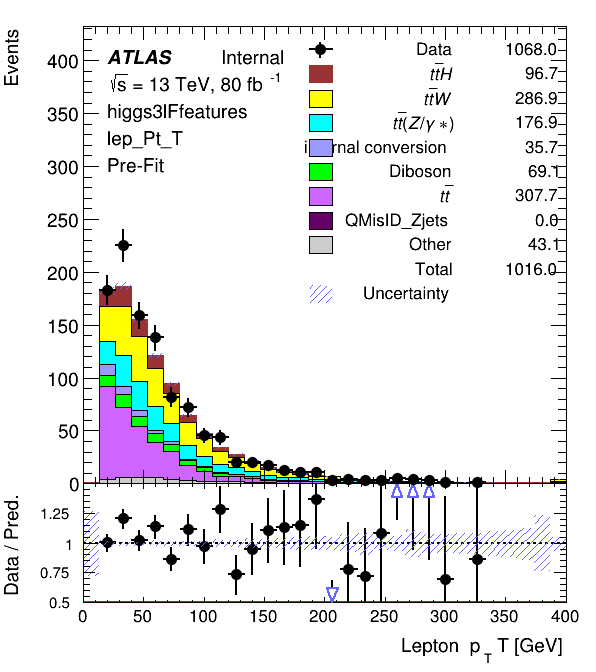 Events
400
350
300
250
200
150
100
50
0
ATLAS Internal
√s = 13 TeV, 80 fb -1
higgs3lFfeatures
lep_Pt_T
Pre-Fit
Data 1068.0
tt̄H 96.7
tt̄W 286.9
tt̄(Z/γ *) 176.9
rnal conversion 35.7
Diboson 69.1
tt̄ 307.7
QMisID_Zjets 0.0
Other 43.1
Total 1016.0
Uncertainty
Data / Pred.
1.25
1
0.75
0.5
0 50 100 150 200 250 300 350 400
Lepton p_T T [GeV]